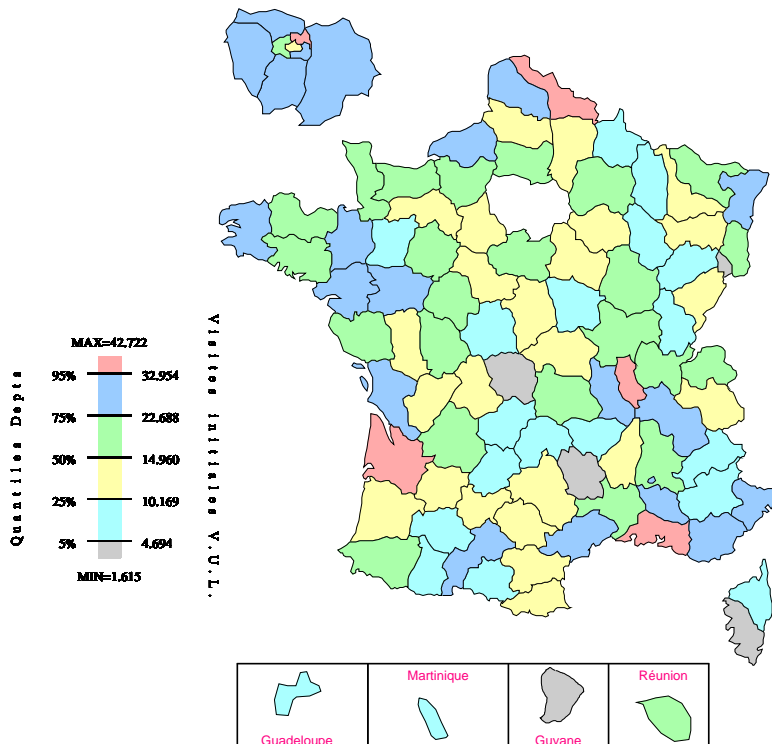 MAX=42,722
95% 32.954
75% 22.688
50% 14.960
25% 10.169
5% 4.694
MIN=1.615
Quantiles Depts
Visites initiales V.U.L.
Martinique
Réunion
Guadeloupe
Guyane